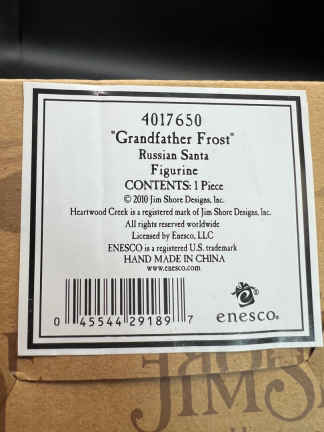 4017650
"Grandfather Frost"
Russian Santa
Figurine
CONTENTS: 1 Piece
© 2010 Jim Shore Designs, Inc.
Heartwood Creek is a registered mark of Jim Shore Designs, Inc.
All rights reserved worldwide
Licensed by Enesco, LLC
ENESCO is a registered U.S. trademark
HAND MADE IN CHINA
www.enesco.com
0 45544 29189 7
enesco®
JIM